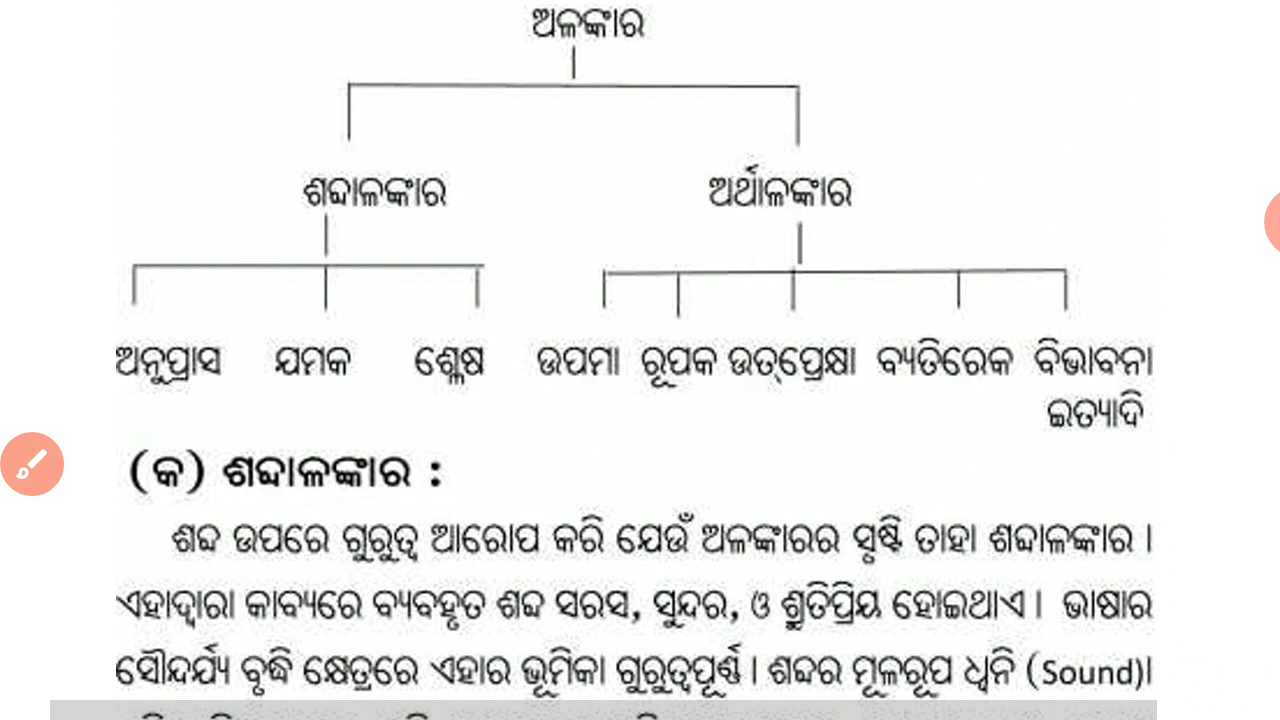 ଅଳଙ୍କାର
ଶବ୍ଦାଳଙ୍କାର ଅର୍ଥାଳଙ୍କାର
ଅନୁପ୍ରାସ ଯମକ ଶ୍ଳେଷ ଉପମା ରୂପକ ଉତ୍‌ପ୍ରେକ୍ଷା ବ୍ୟତିରେକ ବିଭାବନା
ଇତ୍ୟାଦି
(କ) ଶବ୍ଦାଳଙ୍କାର :
ଶବ୍ଦ ଉପରେ ଗୁରୁତ୍ୱ ଆରୋପ କରି ଯେଉଁ ଅଳଙ୍କାରର ସୃଷ୍ଟି ତାହା ଶବ୍ଦାଳଙ୍କାର ।
ଏହାଦ୍ୱାରା କାବ୍ୟରେ ବ୍ୟବହୃତ ଶବ୍ଦ ସରସ, ସୁନ୍ଦର, ଓ ଶ୍ରୁତିପ୍ରିୟ ହୋଇଥାଏ । ଭାଷାର
ସୌନ୍ଦର୍ଯ୍ୟ ବୃଦ୍ଧି କ୍ଷେତ୍ରରେ ଏହାର ଭୂମିକା ଗୁରୁତ୍ୱପୂର୍ଣ୍ଣ । ଶବ୍ଦର ମୂଳରୂପ ଧ୍ୱନି (Sound)।